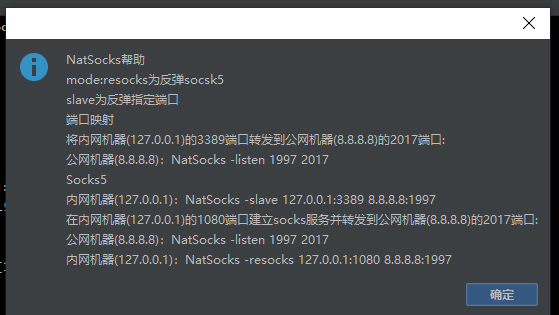 NatSocks帮助
mode:resocks为反弹socsk5
slave为反弹指定端口
端口映射
将内网机器(127.0.0.1)的3389端口转发到公网机器(8.8.8.8)的2017端口:
公网机器(8.8.8.8)：NatSocks -listen 1997 2017
Socks5
内网机器(127.0.0.1)：NatSocks -slave 127.0.0.1:3389 8.8.8.8:1997
在内网机器(127.0.0.1)的1080端口建立socks服务并转发到公网机器(8.8.8.8)的2017端口:
公网机器(8.8.8.8)：NatSocks -listen 1997 2017
内网机器(127.0.0.1)：NatSocks -resocks 127.0.0.1:1080 8.8.8.8:1997
确定